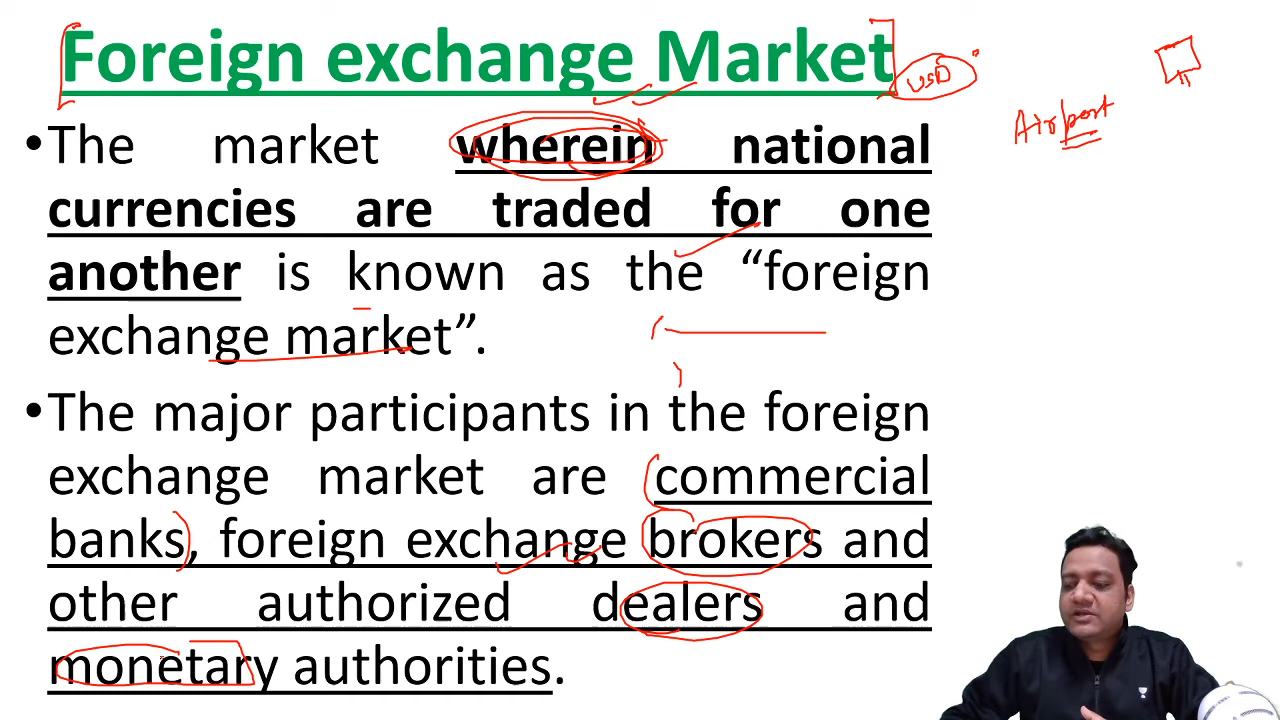 Foreign exchange Market
USD
Airport
•The market wherein national
currencies are traded for one
another is known as the “foreign
exchange market”.
•The major participants in the foreign
exchange market are commercial
banks, foreign exchange brokers and
other authorized dealers and
monetary authorities.